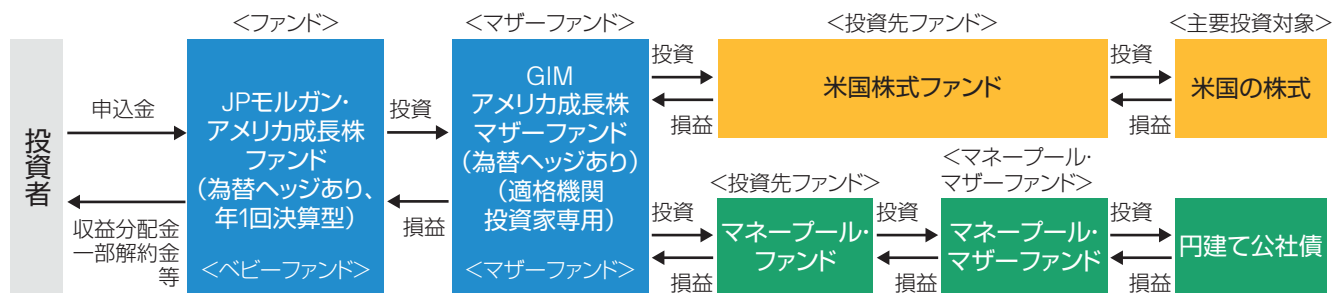 <ファンド>
<マザーファンド>
<投資先ファンド>
<主要投資対象>
投資者
申込金
収益分配金
一部解約金
等
JPモルガン・
アメリカ成長株
ファンド
(為替ヘッジあり、
年1回決算型)
<ベビーファンド>
投資
損益
GIM
アメリカ成長株
マザーファンド
(為替ヘッジあり)
(適格機関
投資家専用)
<マザーファンド>
投資
損益
米国株式ファンド
投資
損益
米国の株式
投資
損益
<投資先ファンド>
マネープール・
ファンド
投資
損益
<マネープール・
マザーファンド>
マネープール・
マザーファンド
投資
損益
円建て公社債